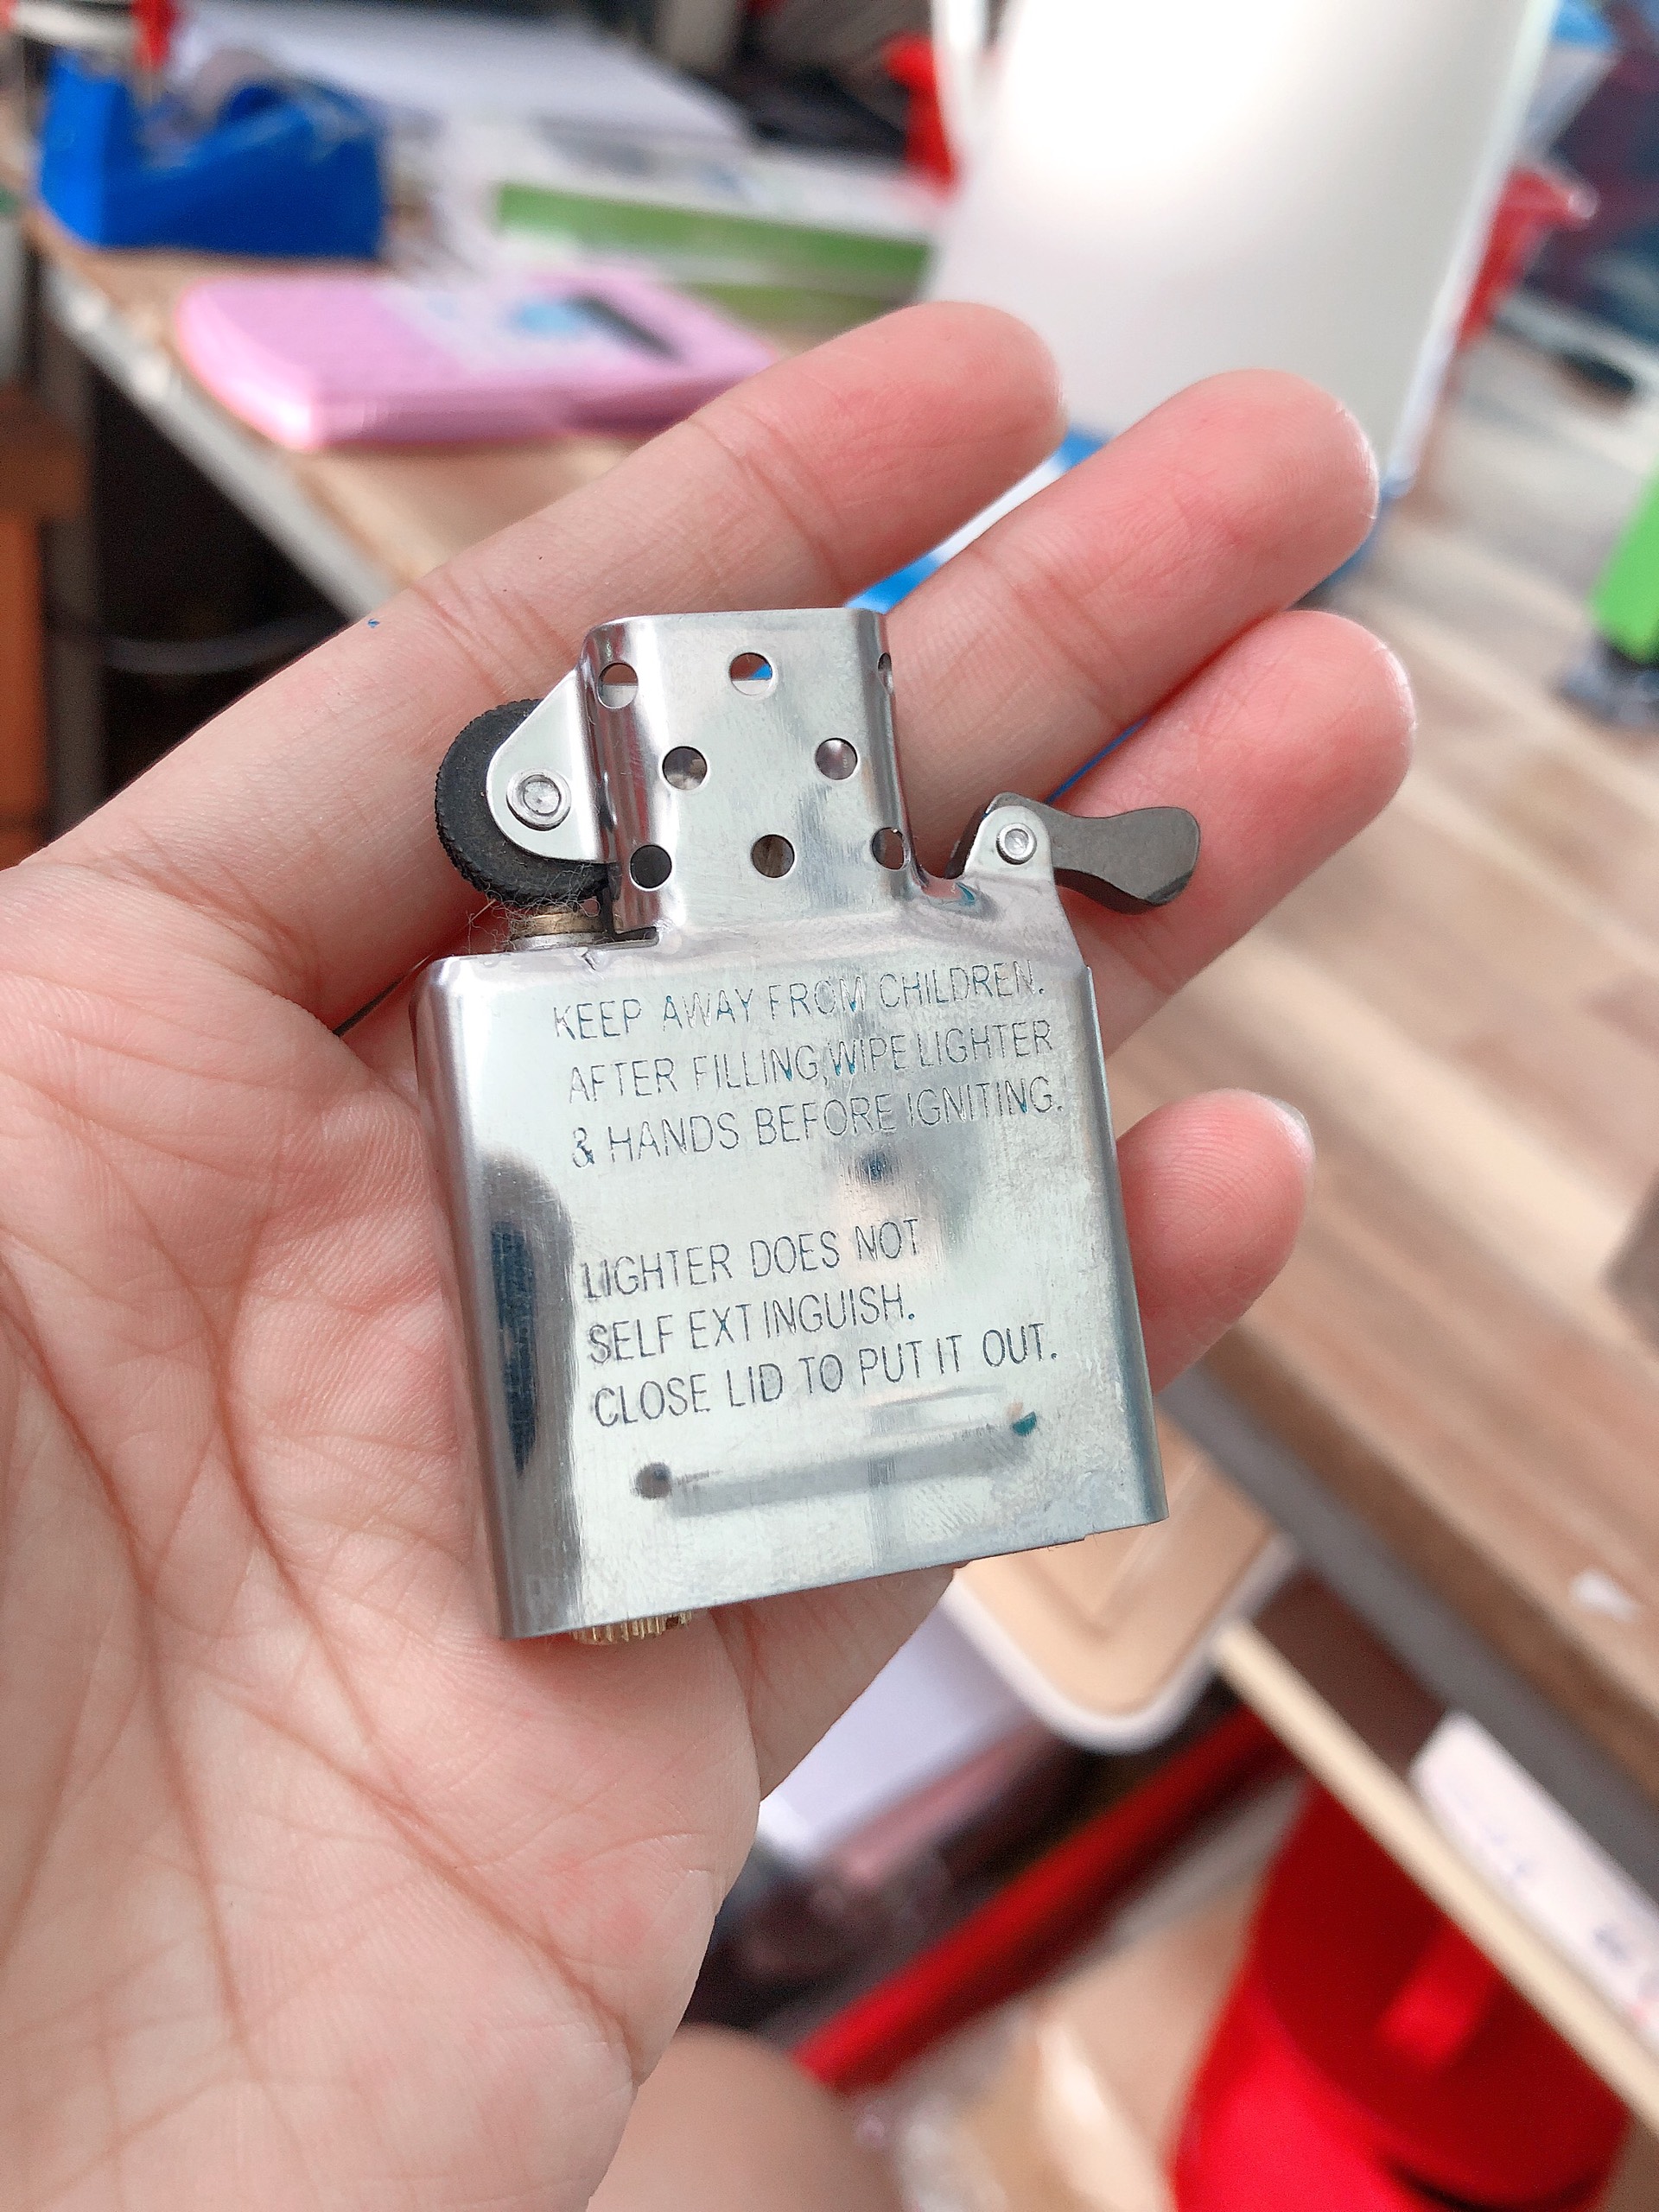 KEEP AWAY FROM CHILDREN.
AFTER FILLING, WIPE LIGHTER
& HANDS BEFORE IGNITING.
LIGHTER DOES NOT
SELF EXTINGUISH.
CLOSE LID TO PUT IT OUT.